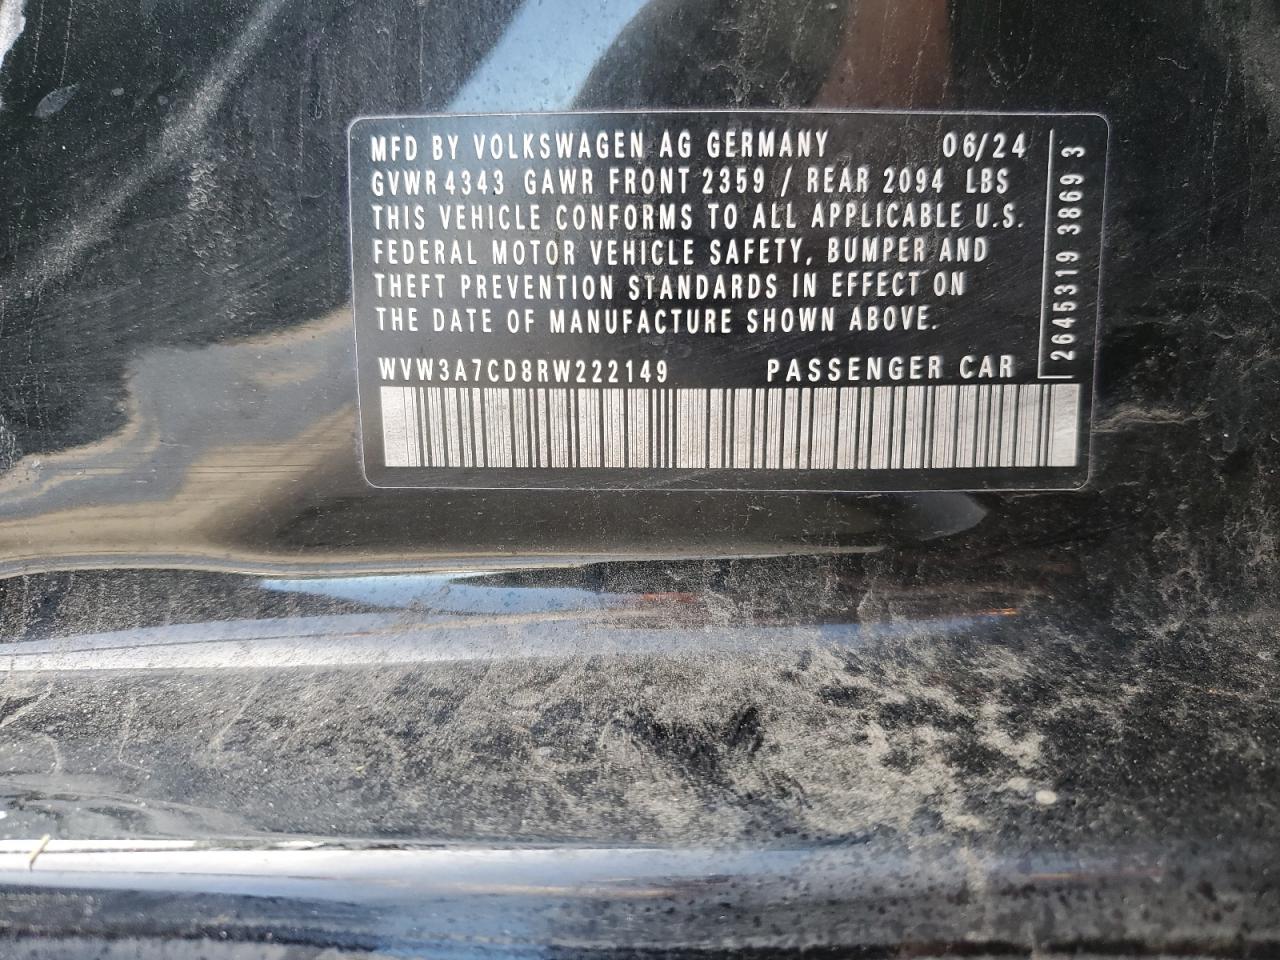 MFD BY VOLKSWAGEN AG GERMANY 06/24
GVWR 4343 GAWR FRONT 2359 / REAR 2094 LBS
THIS VEHICLE CONFORMS TO ALL APPLICABLE U.S.
FEDERAL MOTOR VEHICLE SAFETY, BUMPER AND
THEFT PREVENTION STANDARDS IN EFFECT ON
THE DATE OF MANUFACTURE SHOWN ABOVE.
WVW3A7CD8RW222149 PASSENGER CAR
2645319 3869 3